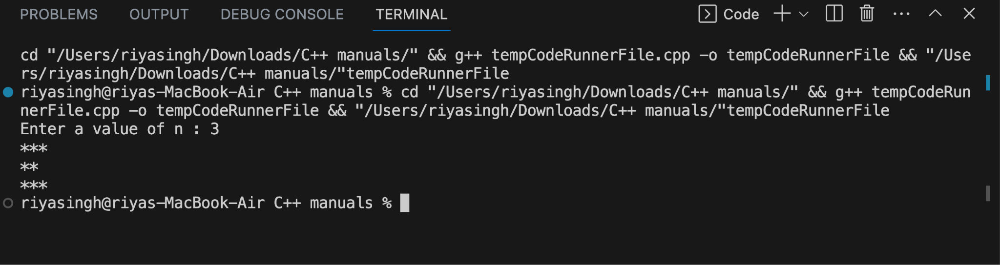 PROBLEMS OUTPUT DEBUG CONSOLE TERMINAL Code
cd "/Users/riyasingh/Downloads/C++ manuals/" && g++ tempCodeRunnerFile.cpp -o tempCodeRunnerFile && "/Use
rs/riyasingh/Downloads/C++ manuals/"tempCodeRunnerFile
riyasingh@riyas-MacBook-Air C++ manuals % cd "/Users/riyasingh/Downloads/C++ manuals/" && g++ tempCodeRun
nerFile.cpp -o tempCodeRunnerFile && "/Users/riyasingh/Downloads/C++ manuals/"tempCodeRunnerFile
Enter a value of n : 3
***
**
***
riyasingh@riyas-MacBook-Air C++ manuals %